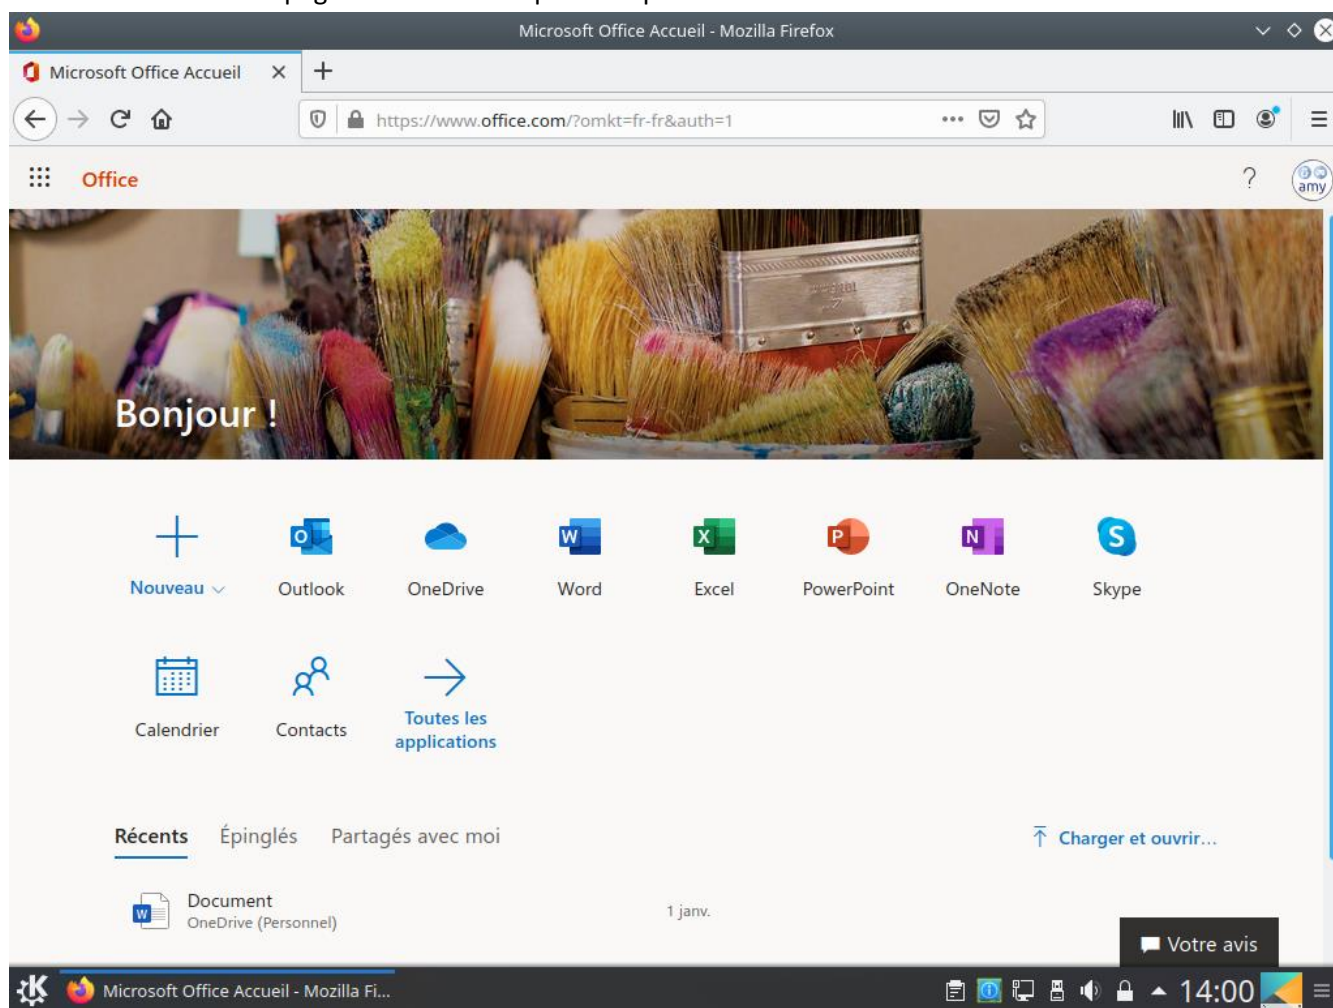 Microsoft Office Accueil - Mozilla Firefox
Microsoft Office Accueil
https://www.office.com/?omkt=fr-fr&auth=1
Office
?
amy
Bonjour !
Nouveau
Outlook
OneDrive
Word
Excel
PowerPoint
OneNote
Skype
Calendrier
Contacts
Toutes les
applications
Récents
Épinglés
Partagés avec moi
Charger et ouvrir...
Document
OneDrive (Personnel)
1 janv.
Votre avis
Microsoft Office Accueil - Mozilla Fi...
14:00